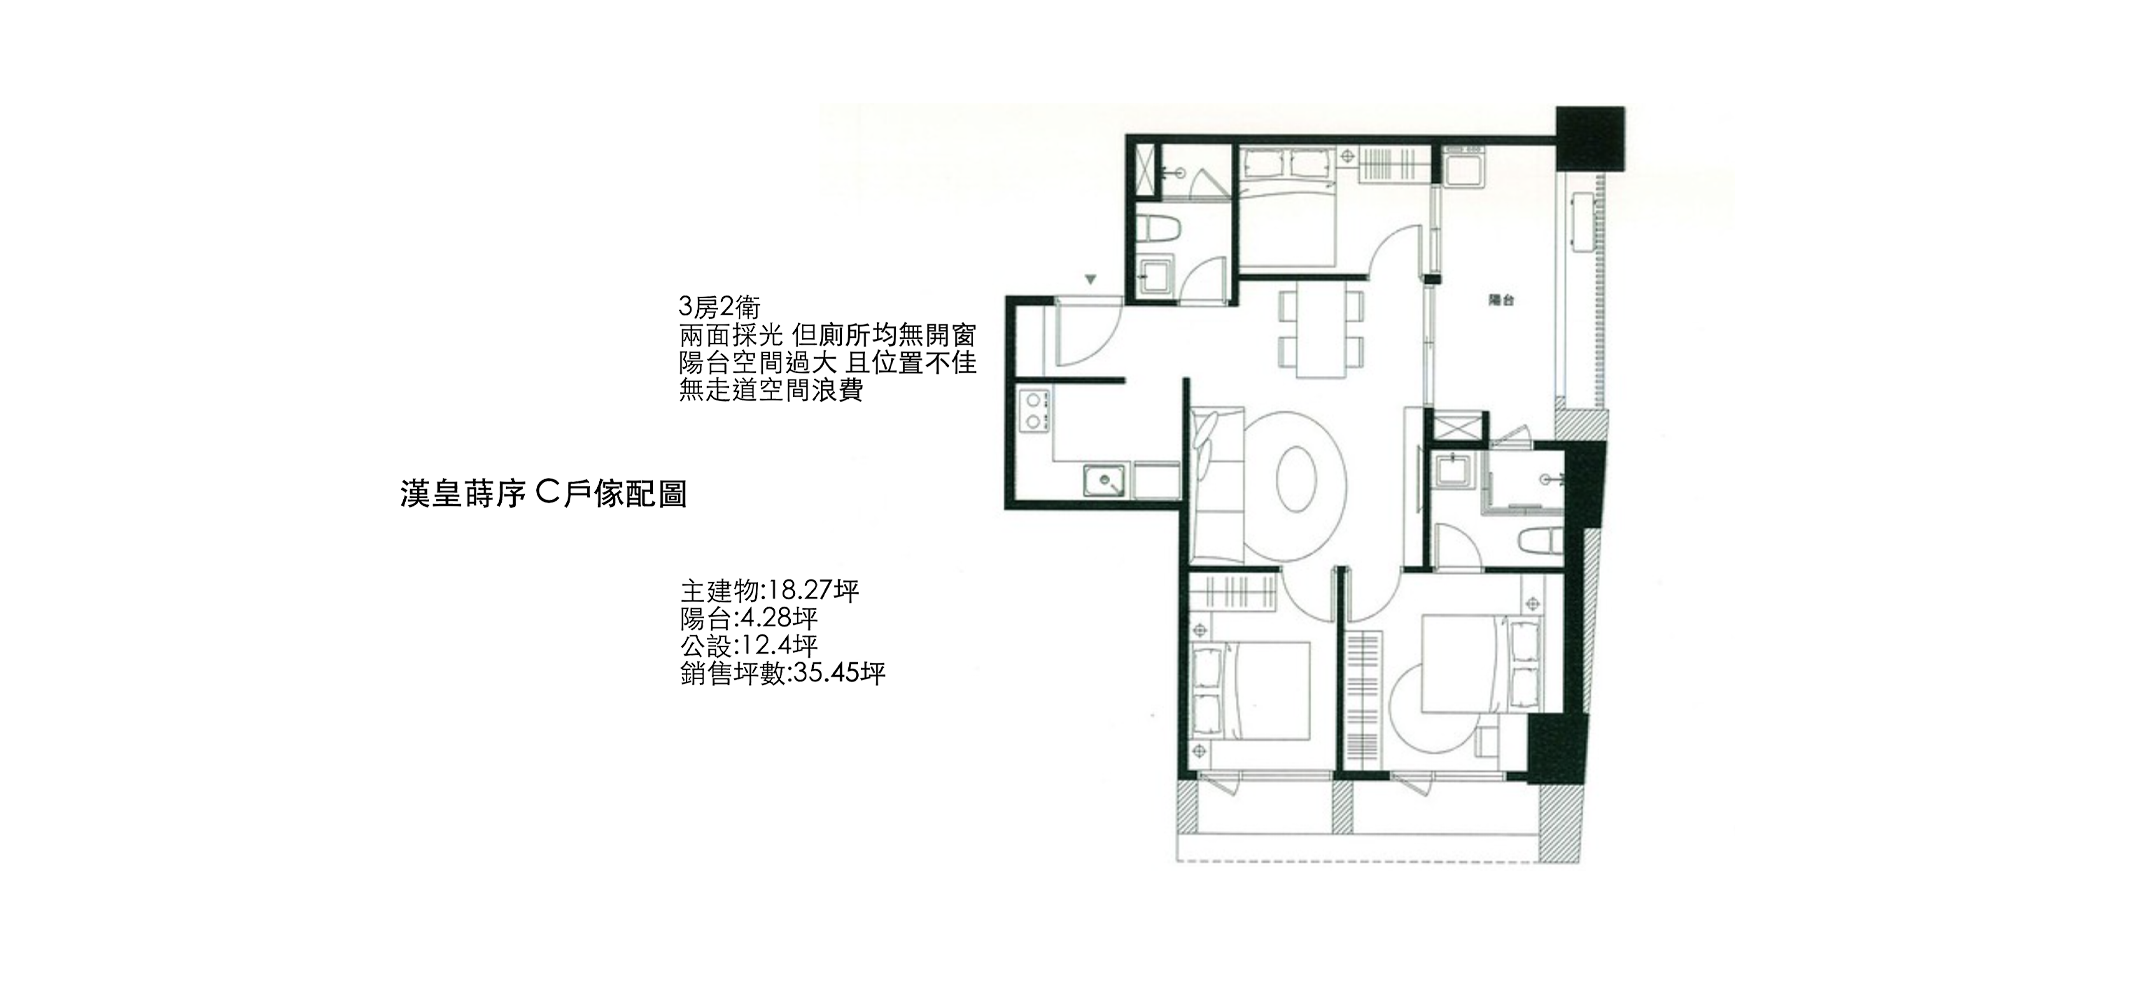 3房2衛
兩面採光 但廁所均無開窗
陽台空間過大 且位置不佳
無走道空間浪費
漢皇蒔序 C戶傢配圖
主建物:18.27坪
陽台:4.28坪
公設:12.4坪
銷售坪數:35.45坪
陽台